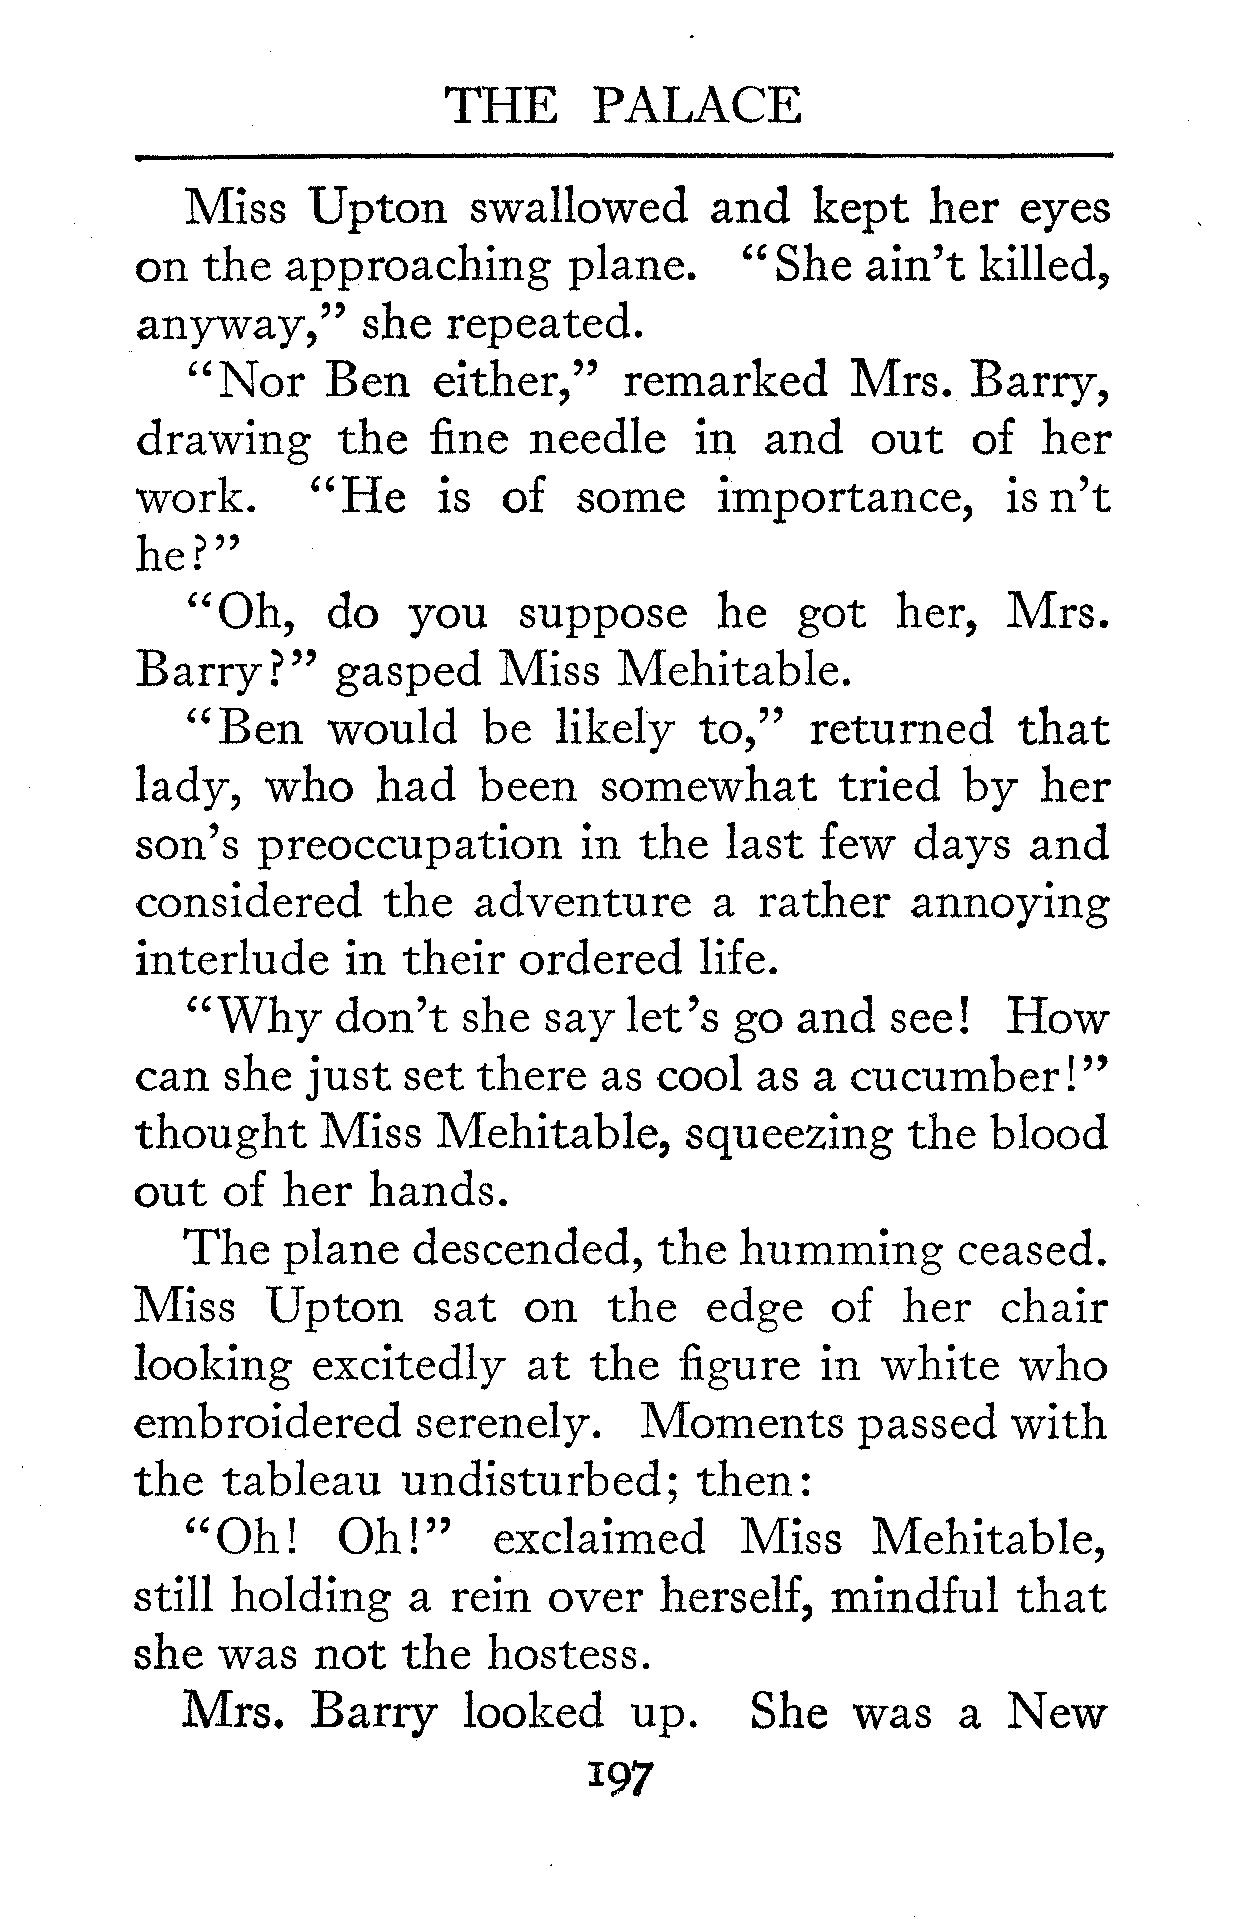 THE PALACE
Miss Upton swallowed and kept her eyes
on the approaching plane. “She ain’t killed,
anyway,” she repeated.
“Nor Ben either,” remarked Mrs. Barry,
drawing the fine needle in and out of her
work. “He is of some importance, is n’t
he?”
“Oh, do you suppose he got her, Mrs.
Barry?” gasped Miss Mehitable.
“Ben would be likely to,” returned that
lady, who had been somewhat tried by her
son’s preoccupation in the last few days and
considered the adventure a rather annoying
interlude in their ordered life.
“Why don’t she say let’s go and see! How
can she just set there as cool as a cucumber!”
thought Miss Mehitable, squeezing the blood
out of her hands.
The plane descended, the humming ceased.
Miss Upton sat on the edge of her chair
looking excitedly at the figure in white who
embroidered serenely. Moments passed with
the tableau undisturbed; then:
“Oh! Oh!” exclaimed Miss Mehitable,
still holding a rein over herself, mindful that
she was not the hostess.
Mrs. Barry looked up. She was a New
197